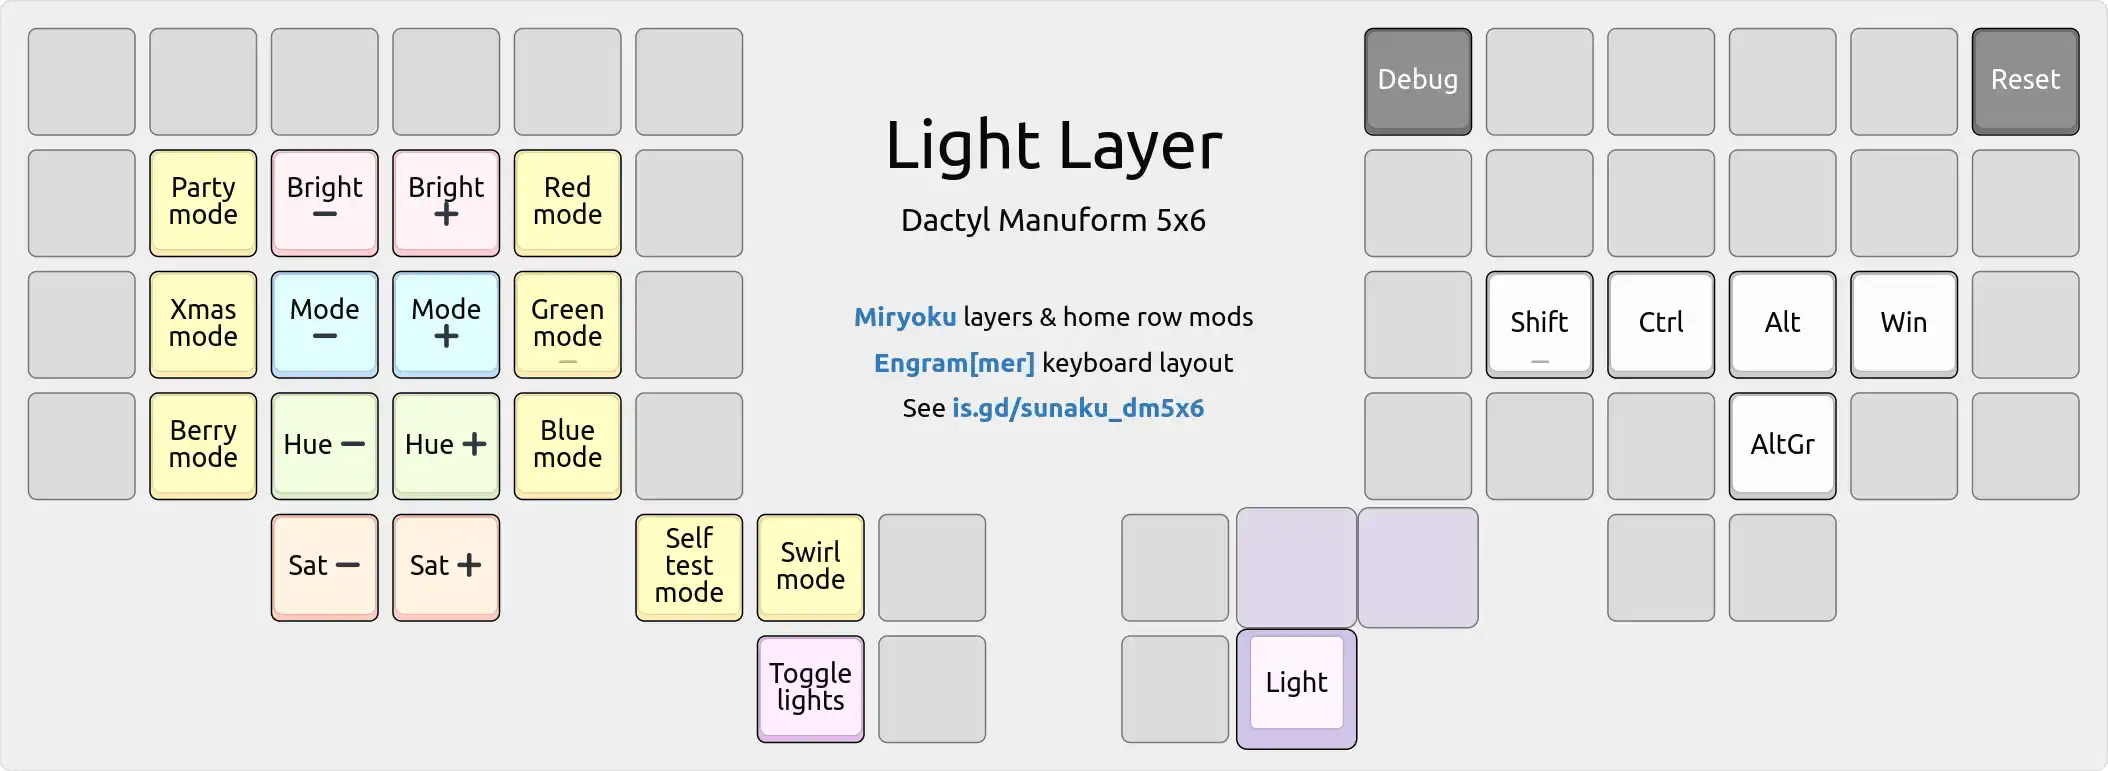 Debug
Reset
Light Layer
Party
mode
Bright
−
Bright
+
Red
mode
Dactyl Manuform 5x6
Xmas
mode
Mode
−
Mode
+
Green
mode
Miryoku layers & home row mods
Shift
Ctrl
Alt
Win
Engram[mer] keyboard layout
See is.gd/sunaku_dm5x6
Berry
mode
Hue −
Hue +
Blue
mode
AltGr
Sat −
Sat +
Self
test
mode
Swirl
mode
Toggle
lights
Light